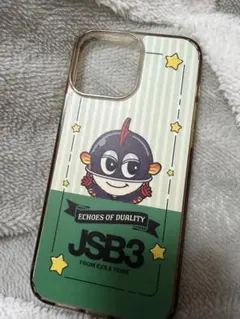 ECHOES OF DUALITY
JSB3
FROM EXILE TRIBE